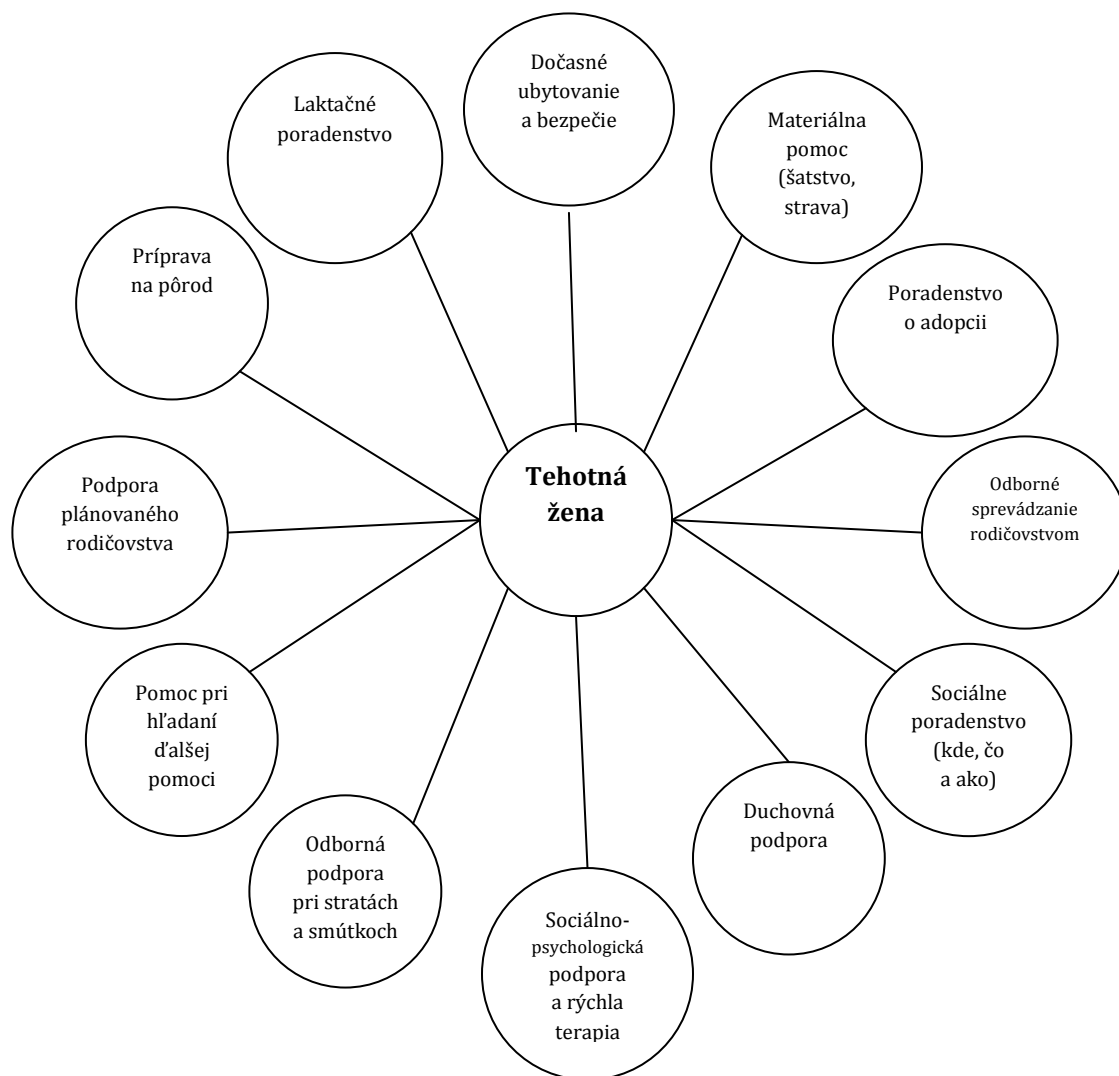 Dočasné
ubytovanie
a bezpečie
Laktačné
poradenstvo
Materiálna
pomoc
(šatstvo,
strava)
Príprava
na pôrod
Poradenstvo
o adopcii
Tehotná
žena
Podpora
plánovaného
rodičovstva
Odborné
sprevádzanie
rodičovstvom
Pomoc pri
hľadaní
ďalšej
pomoci
Sociálne
poradenstvo
(kde, čo
a ako)
Duchovná
podpora
Odborná
podpora
pri stratách
a smútkoch
Sociálno-
psychologická
podpora
a rýchla
terapia